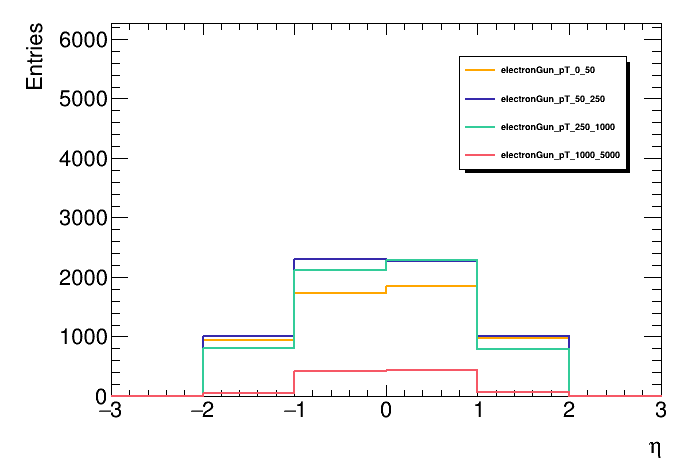 Entries
6000
5000
4000
3000
2000
1000
0
electronGun_pT_0_50
electronGun_pT_50_250
electronGun_pT_250_1000
electronGun_pT_1000_5000
−3 −2 −1 0 1 2 3
η